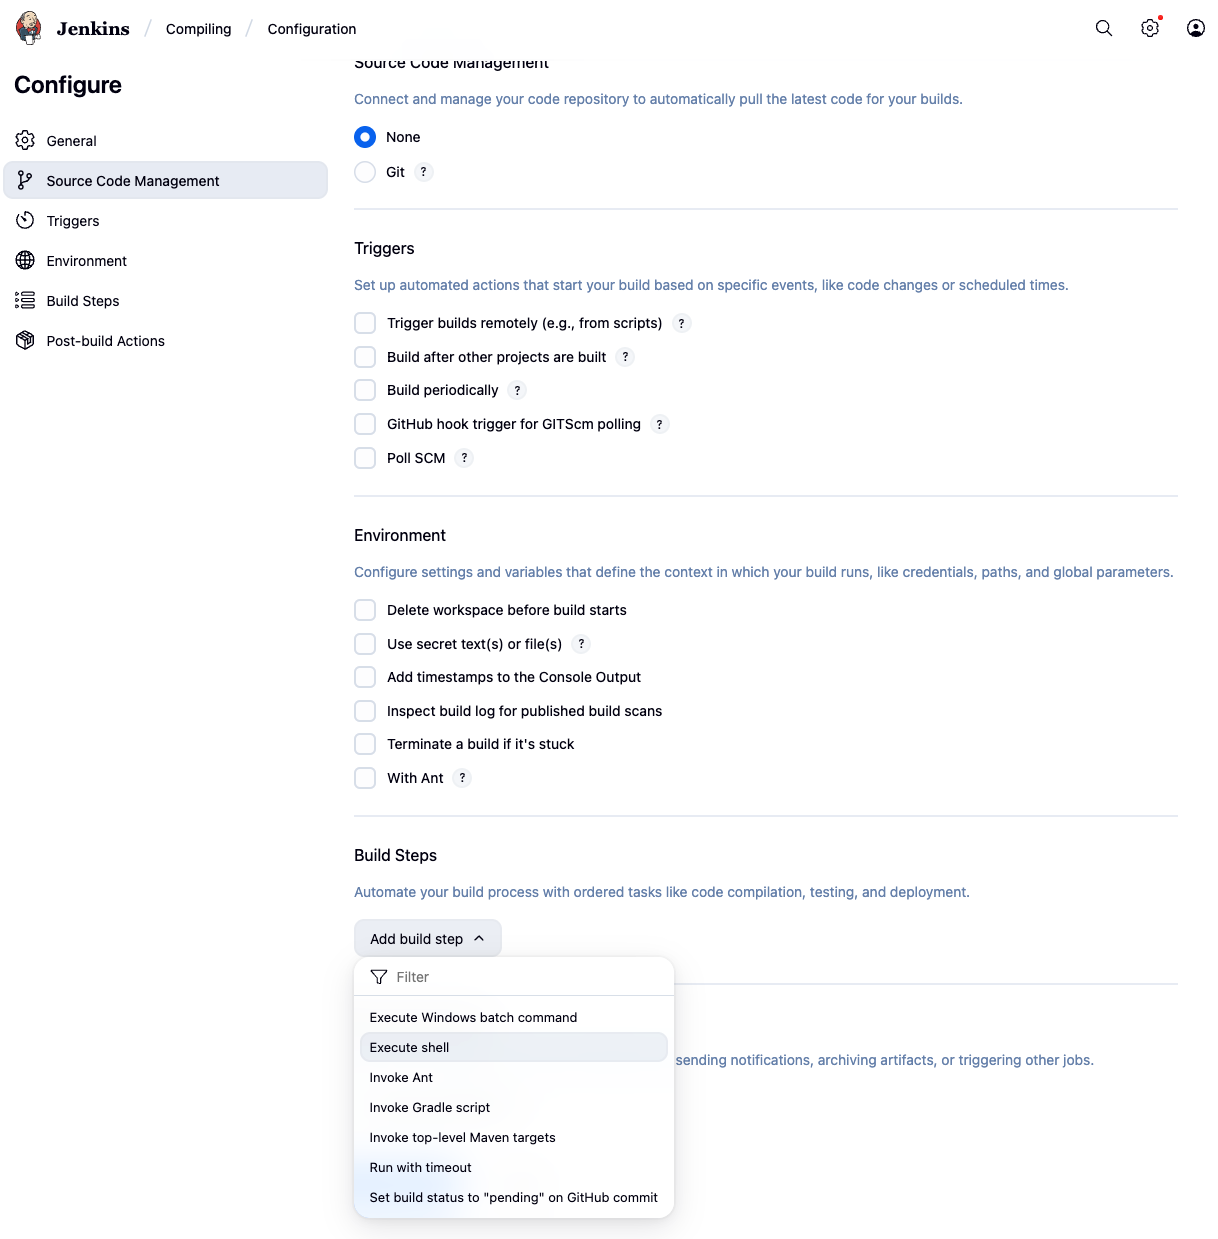 Jenkins / Compiling / Configuration
Configure
General
Source Code Management
Triggers
Environment
Build Steps
Post-build Actions
Source Code Management
Connect and manage your code repository to automatically pull the latest code for your builds.
None
Git ?
Triggers
Set up automated actions that start your build based on specific events, like code changes or scheduled times.
Trigger builds remotely (e.g., from scripts) ?
Build after other projects are built ?
Build periodically ?
GitHub hook trigger for GITScm polling ?
Poll SCM ?
Environment
Configure settings and variables that define the context in which your build runs, like credentials, paths, and global parameters.
Delete workspace before build starts
Use secret text(s) or file(s) ?
Add timestamps to the Console Output
Inspect build log for published build scans
Terminate a build if it's stuck
With Ant ?
Build Steps
Automate your build process with ordered tasks like code compilation, testing, and deployment.
Add build step
Filter
Execute Windows batch command
Execute shell
sending notifications, archiving artifacts, or triggering other jobs.
Invoke Ant
Invoke Gradle script
Invoke top-level Maven targets
Run with timeout
Set build status to "pending" on GitHub commit